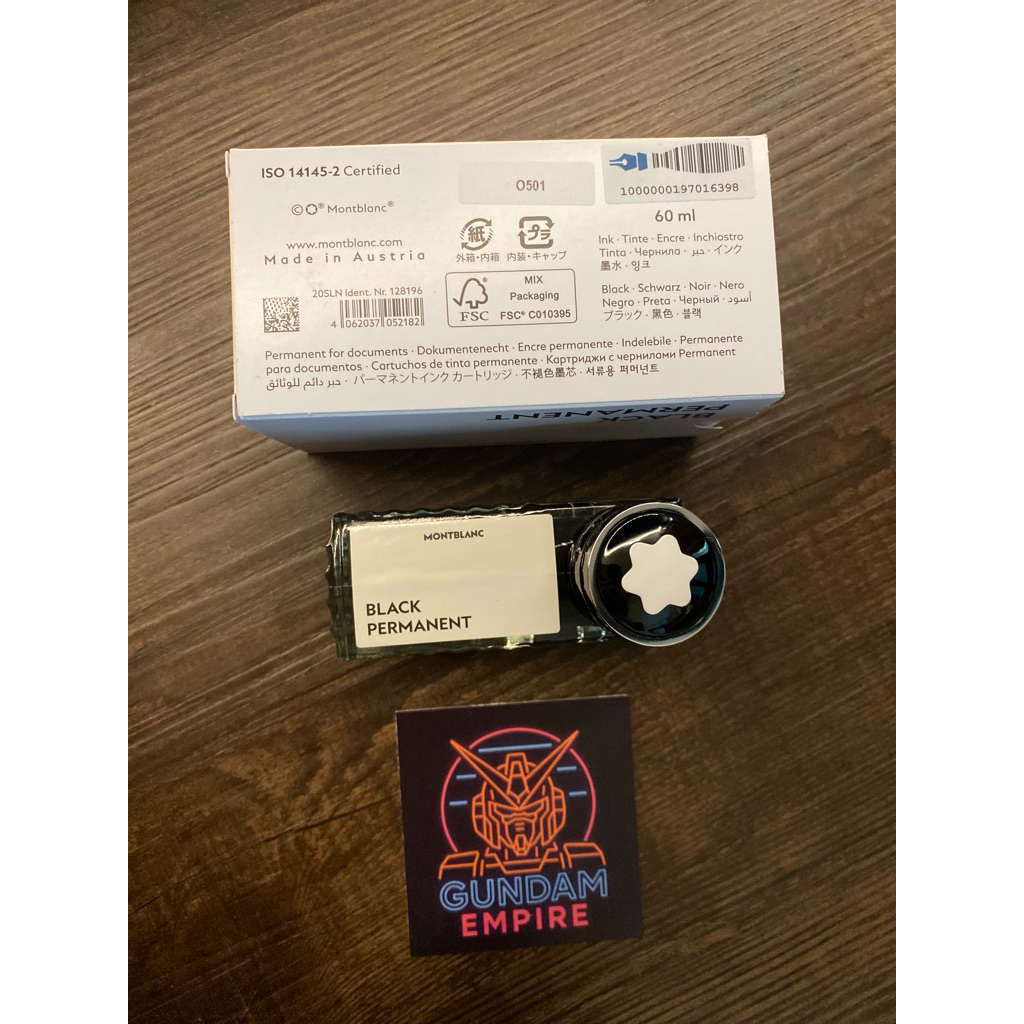 ISO 14145-2 Certified
© ® Montblanc®
www.montblanc.com
Made in Austria
O501
1000000197016398
60 ml
紙
プラ
外箱・内箱 内装・キャップ
Ink · Tinte · Encre · Inchiostro
Tinta · Чернила · حبر · インク
墨水 · 잉크
20SLN Ident. Nr. 128196
4 062037 052182
FSC®
MIX
Packaging
FSC® C010395
Black · Schwarz · Noir · Nero
Negro · Preta · Черный · أسود
ブラック · 黑色 · 블랙
Permanent for documents · Dokumentenecht · Encre permanente · Indelebile · Permanente
para documentos · Cartuchos de tinta permanente · Картриджи с чернилами Permanent
حبر دائم للوثائق · パーマネントインク カートリッジ · 不褪色墨芯 · 서류용 퍼머넌트
BLACK
PERMANENT
MONTBLANC
BLACK
PERMANENT
GUNDAM
EMPIRE